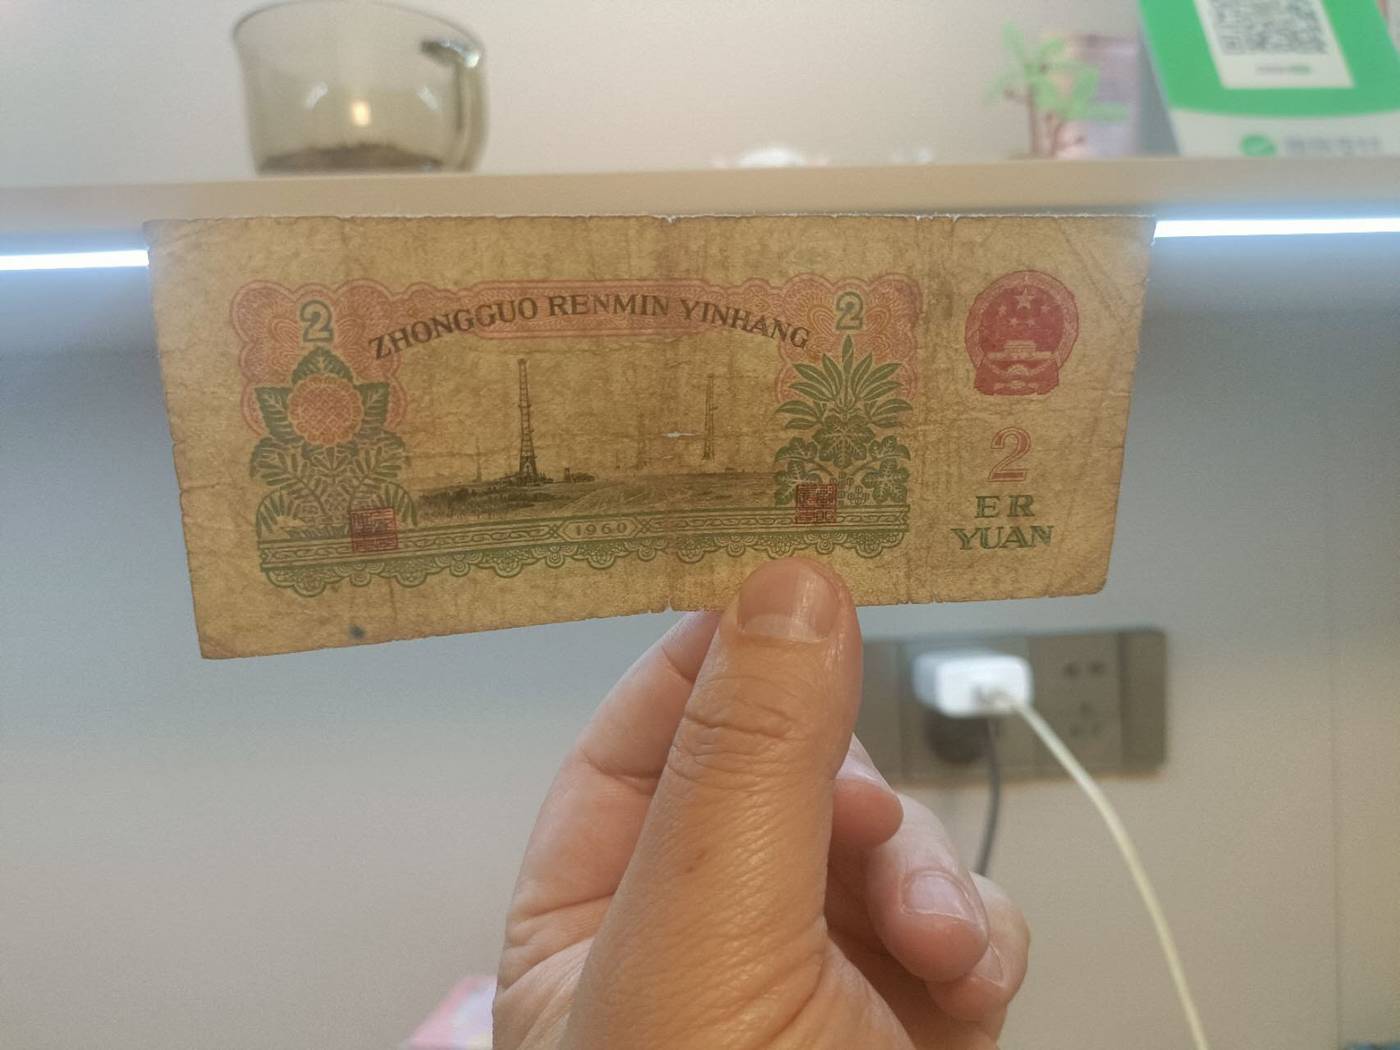 2
ZHONGGUO RENMIN YINHANG
2
1960
2
ER
YUAN